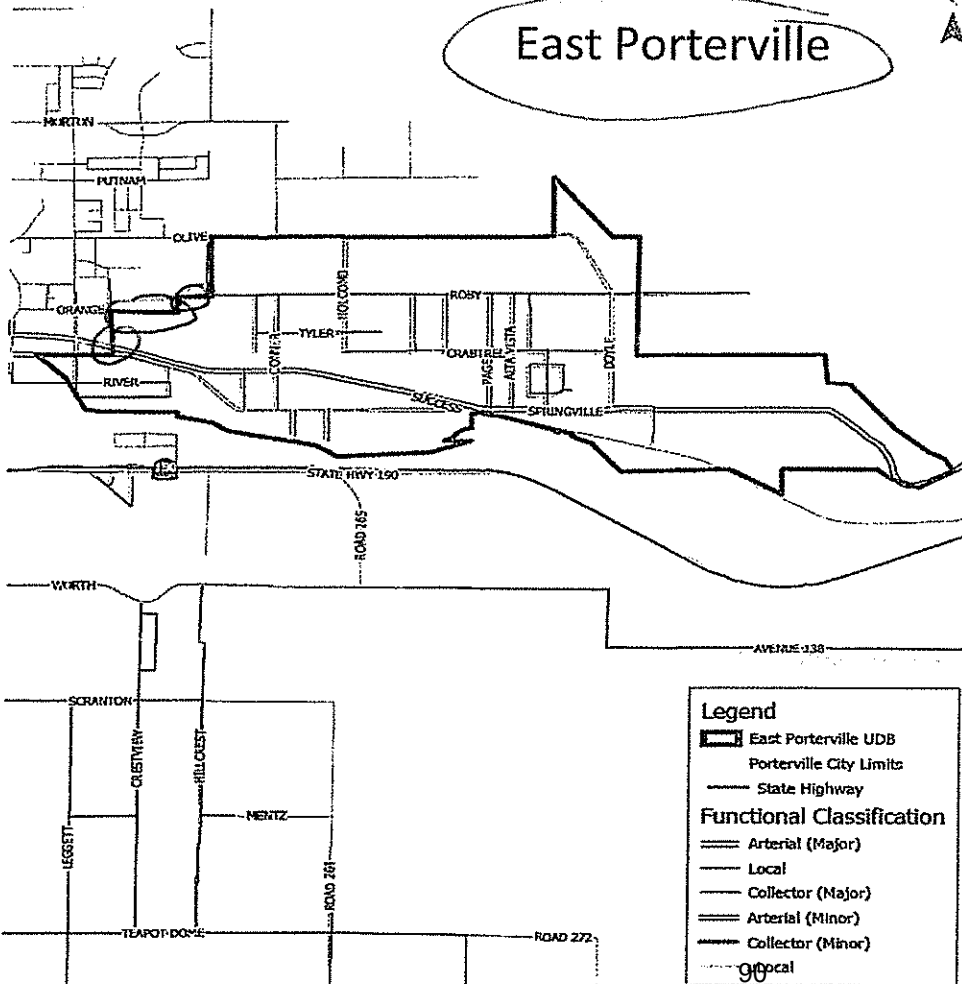 East Porterville
MORTON
PUTNAM
OLIVE
HOLCOMB
ROBY
ORANGE
TYLER
CRABTREE
PAGE
ALTA VISTA
DOYLE
RIVER
SUCCESS
SPRINGVILLE
STATE HWY 190
ROAD 265
WORTH
AVENUE 138
SCRANTON
CRESTVIEW
HILLCREST
LEGGETT
MENTZ
ROAD 261
TEAPOT DOME
ROAD 272
Legend
East Porterville UDB
Porterville City Limits
State Highway
Functional Classification
Arterial (Major)
Local
Collector (Major)
Arterial (Minor)
Collector (Minor)
Local
90